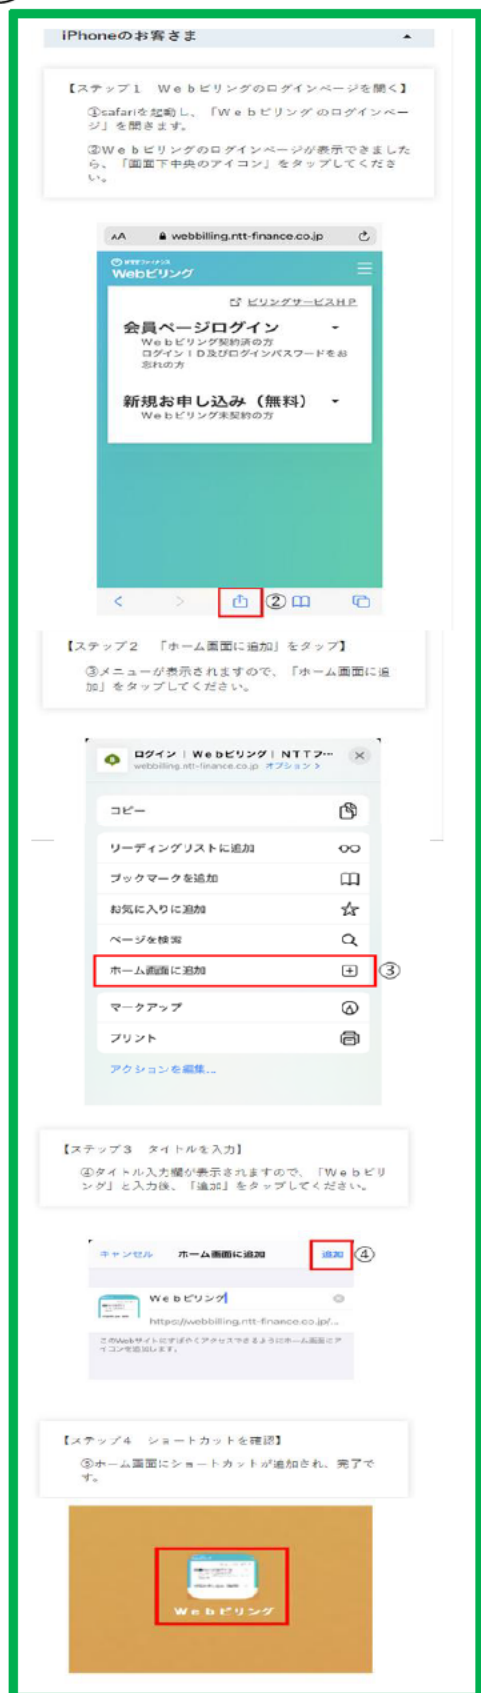 iPhoneのお客さま
【ステップ1 Webビリングのログインページを開く】
①safariを起動し、「Webビリングのログインペー
ジ」を開きます。
②Webビリングのログインページが表示できました
ら、「画面下中央のアイコン」をタップしてくださ
い。
AA webbilling.ntt-finance.co.jp
NTTファイナンス
Webビリング
ビリングサービスHP
会員ページログイン
Webビリング契約済の方
ログインID及びログインパスワードをお
忘れの方
新規お申し込み（無料）
Webビリング未契約の方
②
【ステップ2 「ホーム画面に追加」をタップ】
③メニューが表示されますので、「ホーム画面に追
加」をタップしてください。
ログイン | Webビリング | NTTフ…
webbilling.ntt-finance.co.jp オプション >
コピー
リーディングリストに追加
ブックマークを追加
お気に入りに追加
ページを検索
ホーム画面に追加 ③
マークアップ
プリント
アクションを編集...
【ステップ3 タイトルを入力】
④タイトル入力欄が表示されますので、「Webビリ
ング」と入力後、「追加」をタップしてください。
キャンセル ホーム画面に追加 追加 ④
Webビリング
https://webbilling.ntt-finance.co.jp/...
このWebサイトにすばやくアクセスできるようにホーム画面にア
イコンを追加します。
【ステップ4 ショートカットを確認】
⑤ホーム画面にショートカットが追加され、完了で
す。
Webビリング